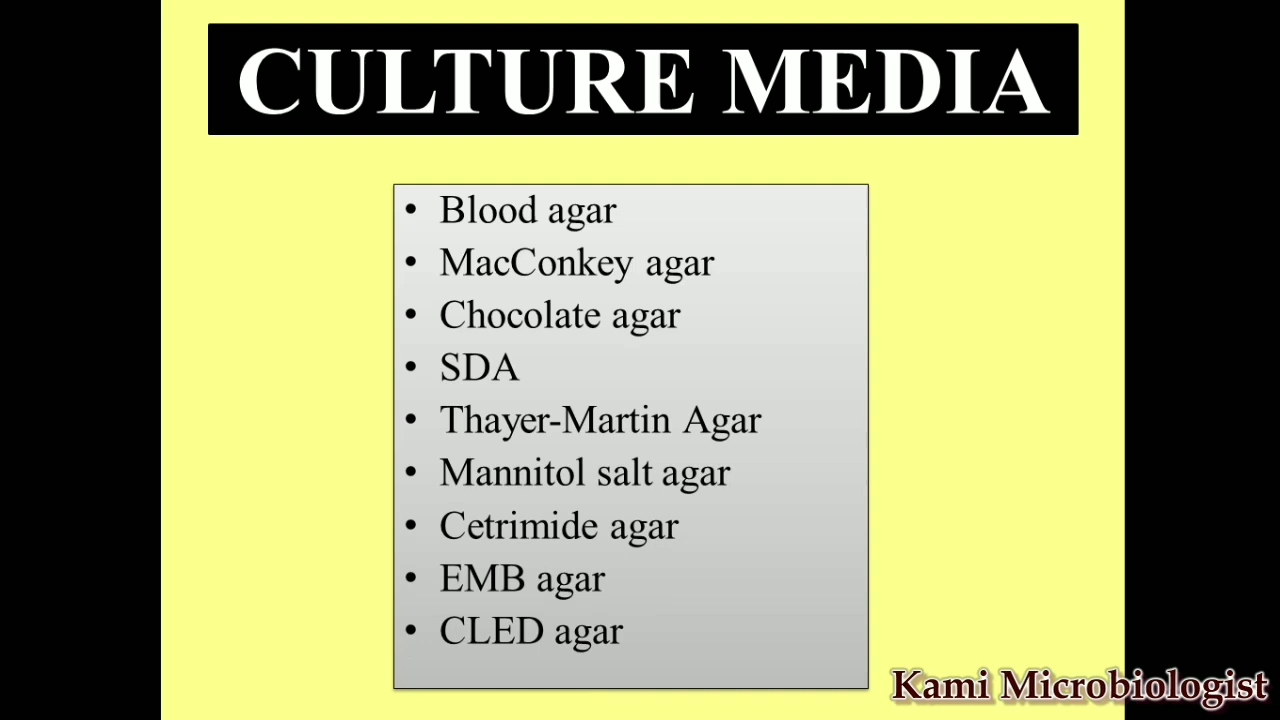 CULTURE MEDIA
• Blood agar
• MacConkey agar
• Chocolate agar
• SDA
• Thayer-Martin Agar
• Mannitol salt agar
• Cetrimide agar
• EMB agar
• CLED agar
Kami Microbiologist